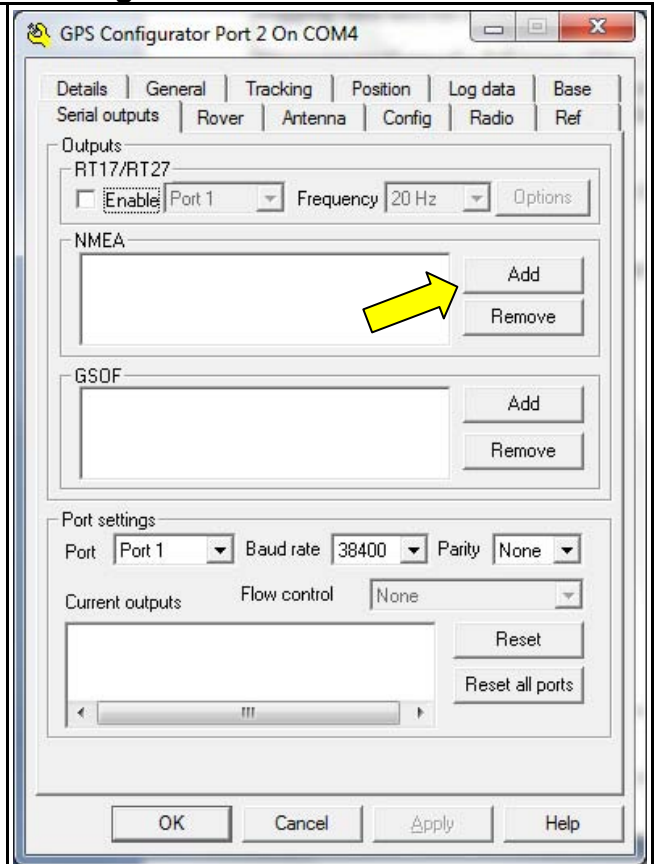 GPS Configurator Port 2 On COM4
Details General Tracking Position Log data Base
Serial outputs Rover Antenna Config Radio Ref
Outputs
RT17/RT27
Enable Port 1 Frequency 20 Hz Options
NMEA
Add
Remove
GSOF
Add
Remove
Port settings
Port Port 1 Baud rate 38400 Parity None
Current outputs Flow control None
Reset
Reset all ports
OK Cancel Apply Help